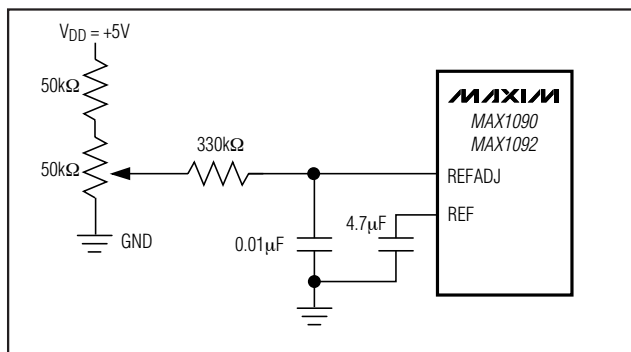 V_DD = +5V
50kΩ
50kΩ
GND
330kΩ
0.01µF
4.7µF
MAXIM
MAX1090
MAX1092
REFADJ
REF